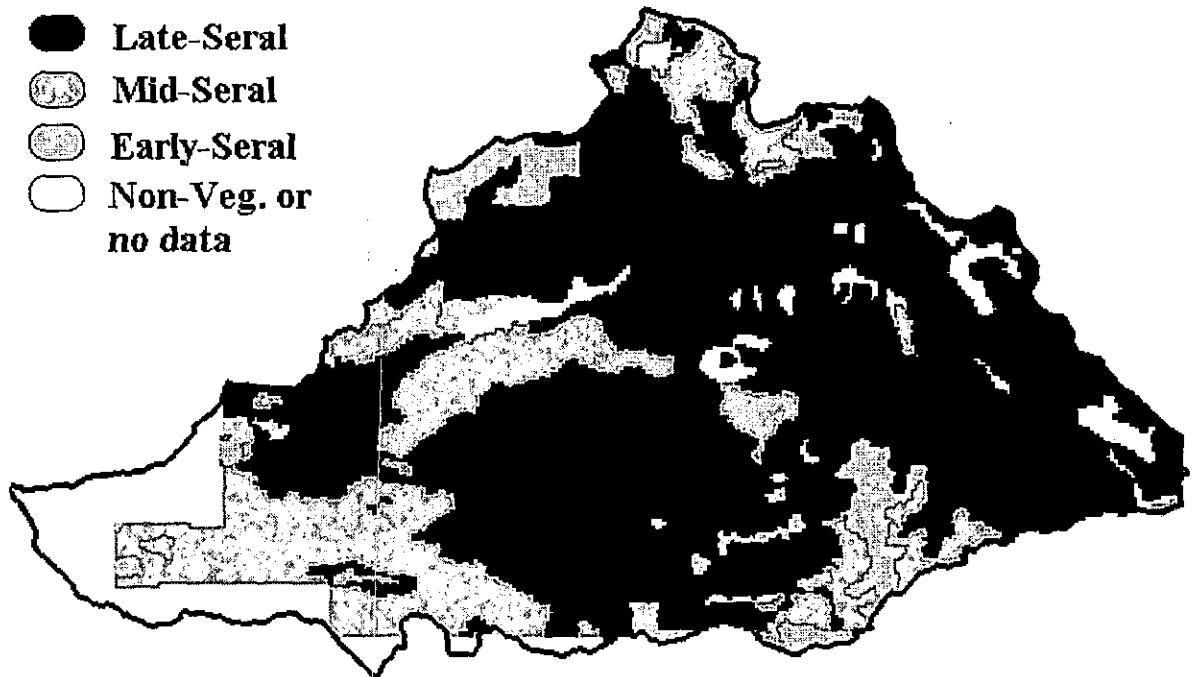 Late-Seral
Mid-Seral
Early-Seral
Non-Veg. or
no data